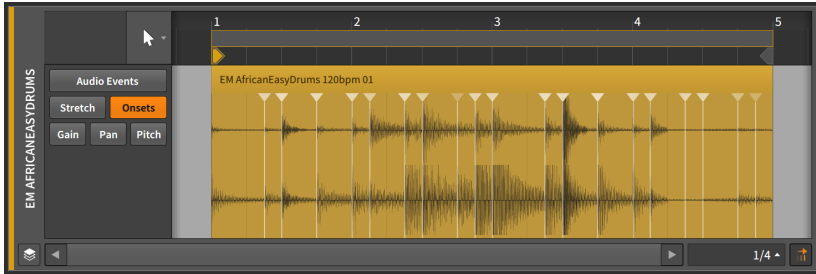 1 2 3 4 5
EM AFRICANEASYDRUMS
Audio Events
EM AfricanEasyDrums 120bpm 01
Stretch Onsets
Gain Pan Pitch
1/4